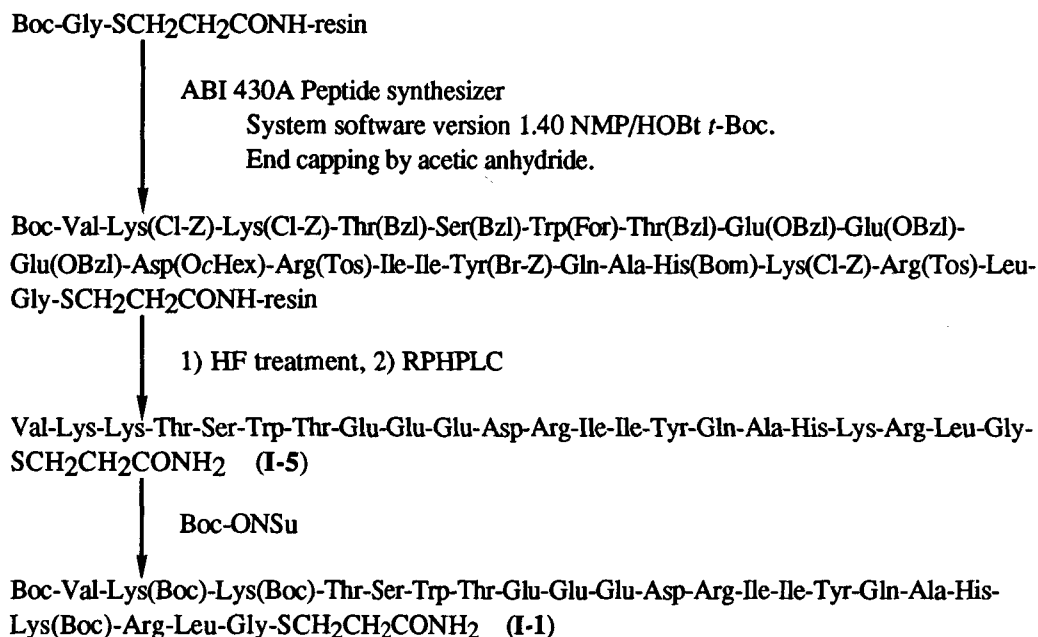 Boc-Gly-SCH2CH2CONH-resin
ABI 430A Peptide synthesizer
System software version 1.40 NMP/HOBt t-Boc.
End capping by acetic anhydride.
Boc-Val-Lys(Cl-Z)-Lys(Cl-Z)-Thr(Bzl)-Ser(Bzl)-Trp(For)-Thr(Bzl)-Glu(OBzl)-Glu(OBzl)-
Glu(OBzl)-Asp(OcHex)-Arg(Tos)-Ile-Ile-Tyr(Br-Z)-Gln-Ala-His(Bom)-Lys(Cl-Z)-Arg(Tos)-Leu-
Gly-SCH2CH2CONH-resin
1) HF treatment, 2) RPHPLC
Val-Lys-Lys-Thr-Ser-Trp-Thr-Glu-Glu-Glu-Asp-Arg-Ile-Ile-Tyr-Gln-Ala-His-Lys-Arg-Leu-Gly-
SCH2CH2CONH2 (I-5)
Boc-ONSu
Boc-Val-Lys(Boc)-Lys(Boc)-Thr-Ser-Trp-Thr-Glu-Glu-Glu-Asp-Arg-Ile-Ile-Tyr-Gln-Ala-His-
Lys(Boc)-Arg-Leu-Gly-SCH2CH2CONH2 (I-1)